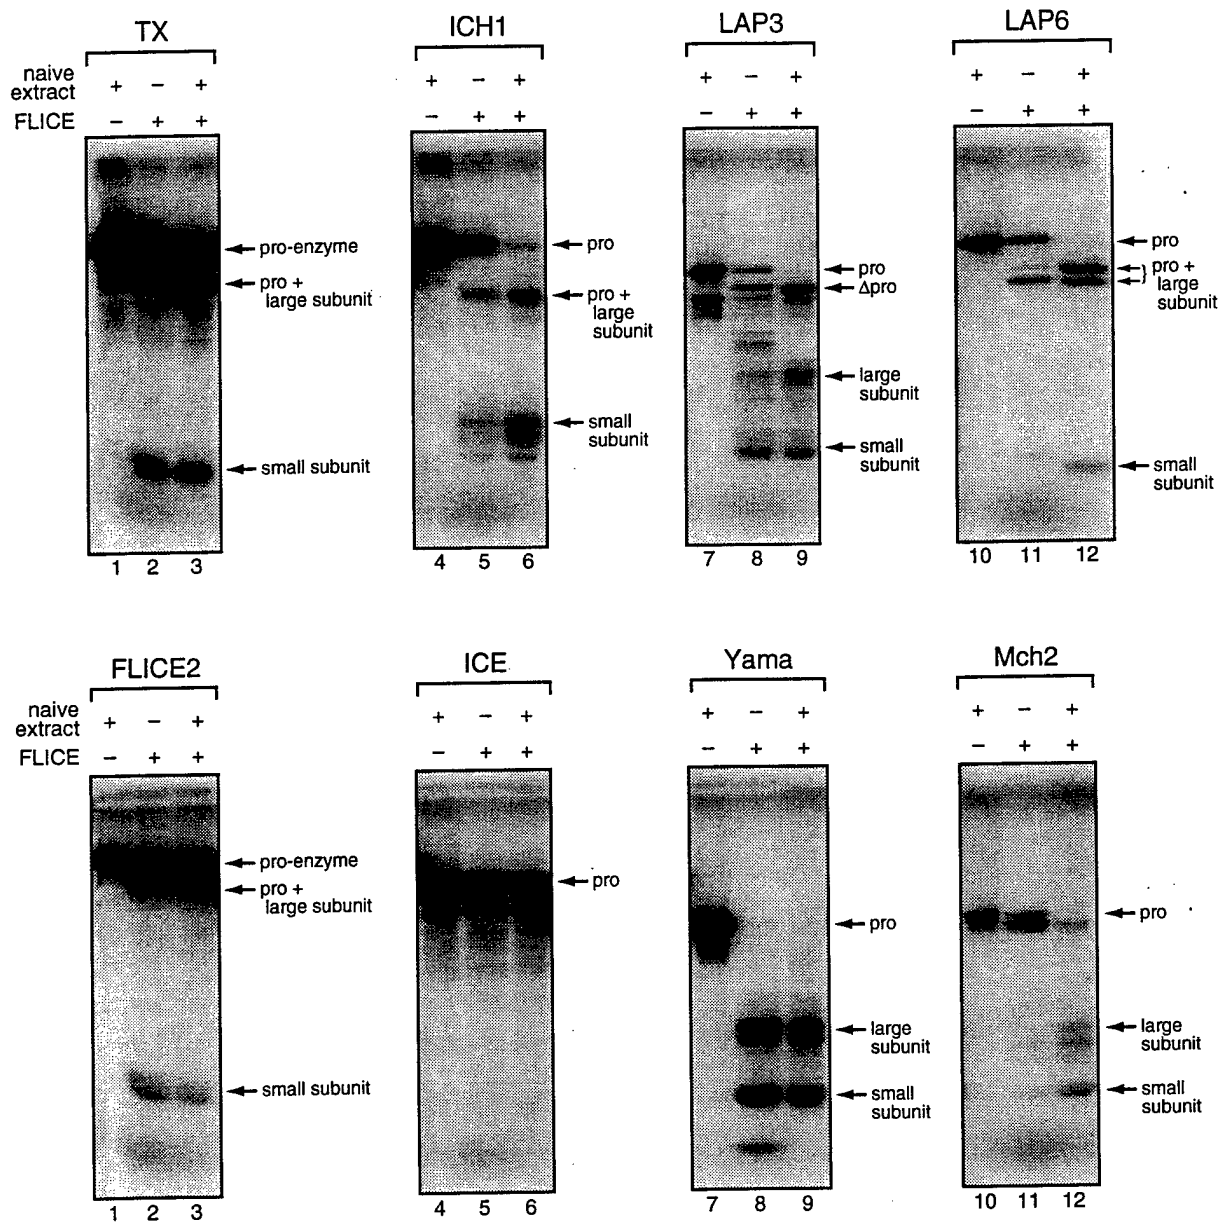 TX
ICH1
LAP3
LAP6
naive
extract
+ − +
+ − +
+ − +
+ − +
FLICE
− + +
− + +
− + +
− + +
pro-enzyme
pro +
large subunit
small subunit
pro
pro +
large
subunit
small
subunit
pro
Δpro
large
subunit
small
subunit
pro
pro +
large
subunit
small
subunit
1 2 3
4 5 6
7 8 9
10 11 12
FLICE2
ICE
Yama
Mch2
naive
extract
+ − +
+ − +
+ − +
+ − +
FLICE
− + +
− + +
− + +
− + +
pro-enzyme
pro +
large subunit
small subunit
pro
pro
large
subunit
small
subunit
pro
large
subunit
small
subunit
1 2 3
4 5 6
7 8 9
10 11 12